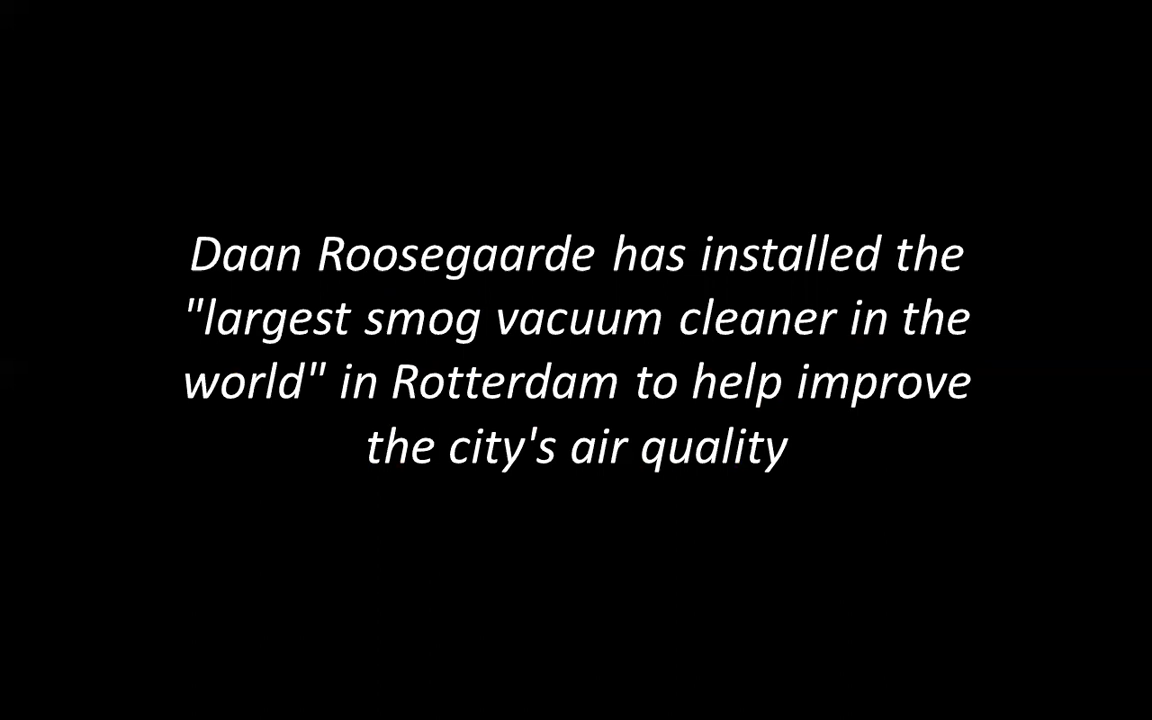 Daan Roosegaarde has installed the
"largest smog vacuum cleaner in the
world" in Rotterdam to help improve
the city's air quality